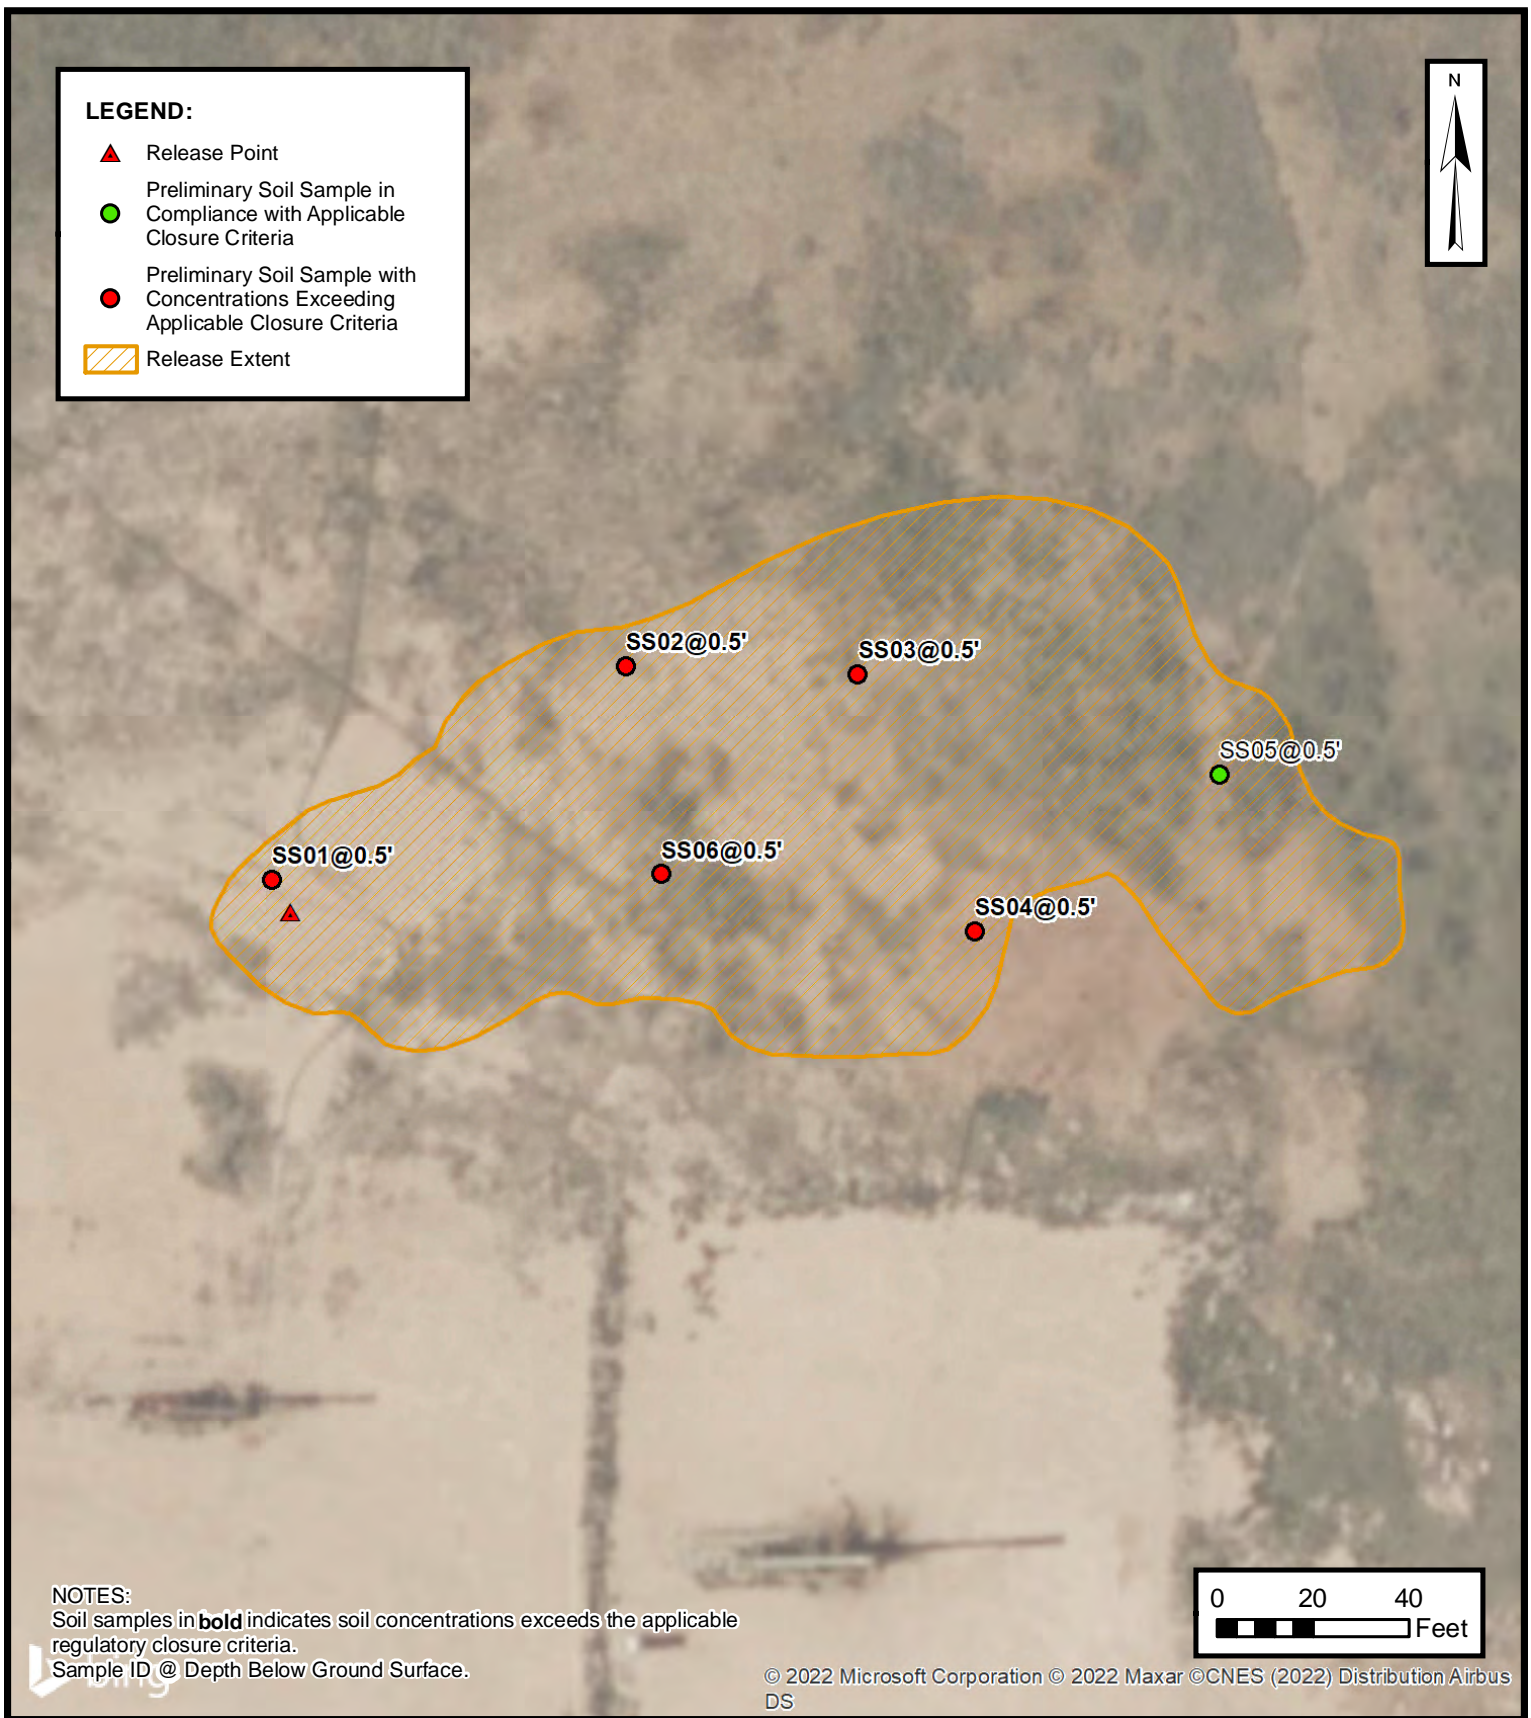 LEGEND:
Release Point
Preliminary Soil Sample in
Compliance with Applicable
Closure Criteria
Preliminary Soil Sample with
Concentrations Exceeding
Applicable Closure Criteria
Release Extent
N
SS02@0.5'
SS03@0.5'
SS05@0.5'
SS01@0.5'
SS06@0.5'
SS04@0.5'
NOTES:
Soil samples in bold indicates soil concentrations exceeds the applicable
regulatory closure criteria.
Sample ID @ Depth Below Ground Surface.
bing
0 20 40
Feet
© 2022 Microsoft Corporation © 2022 Maxar ©CNES (2022) Distribution Airbus
DS